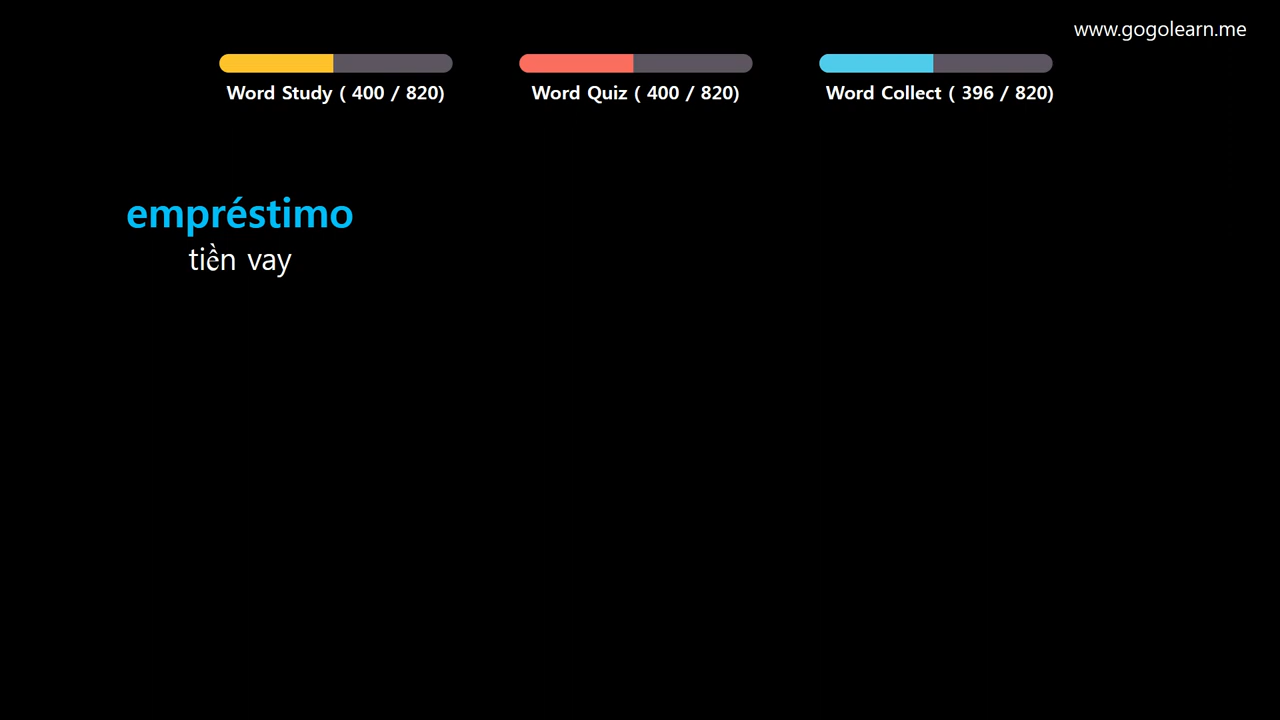 www.gogolearn.me
Word Study ( 400 / 820)
Word Quiz ( 400 / 820)
Word Collect ( 396 / 820)
empréstimo
tiền vay